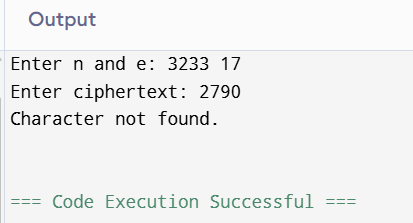 Output
Enter n and e: 3233 17
Enter ciphertext: 2790
Character not found.
=== Code Execution Successful ===